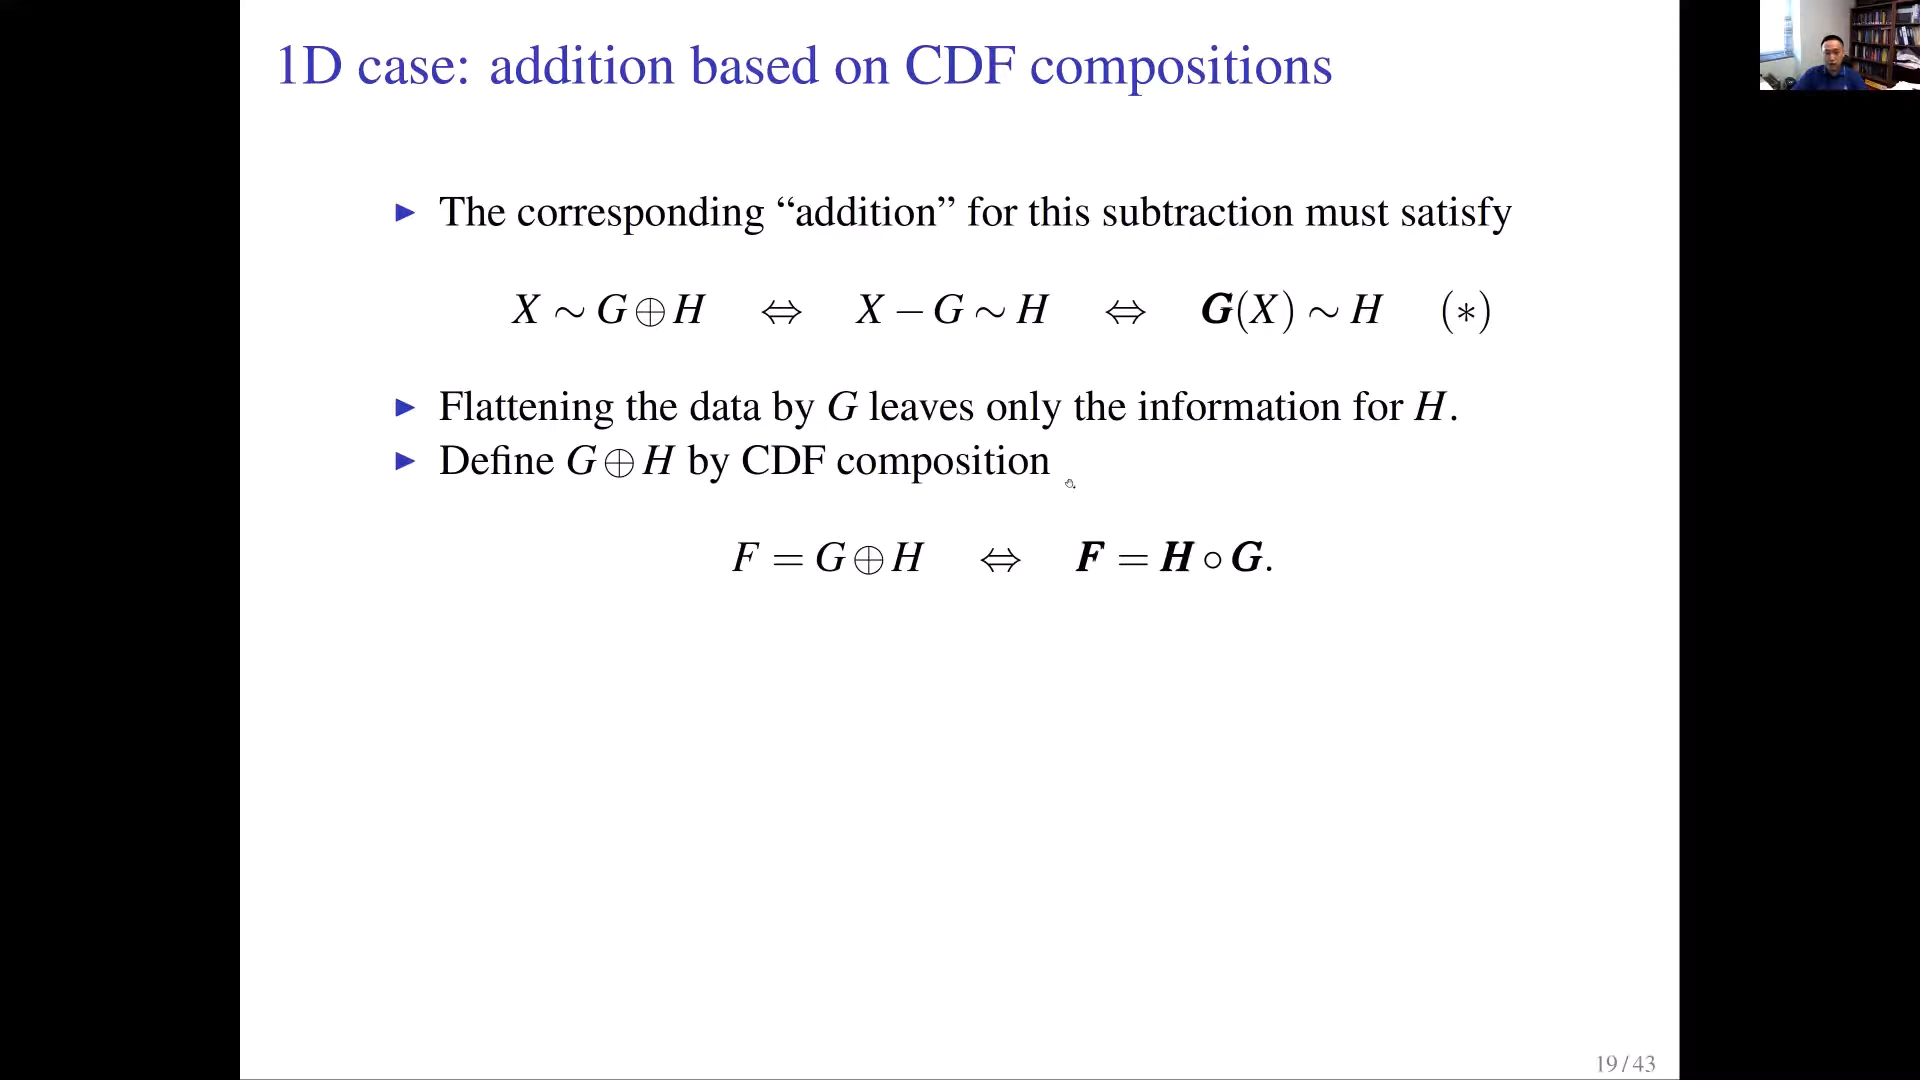 1D case: addition based on CDF compositions
▶ The corresponding “addition” for this subtraction must satisfy
X ∼ G ⊕ H ⇔ X − G ∼ H ⇔ 𝑮(X) ∼ H (∗)
▶ Flattening the data by G leaves only the information for H.
▶ Define G ⊕ H by CDF composition
F = G ⊕ H ⇔ 𝑭 = 𝑯 ∘ 𝑮.
19 / 43